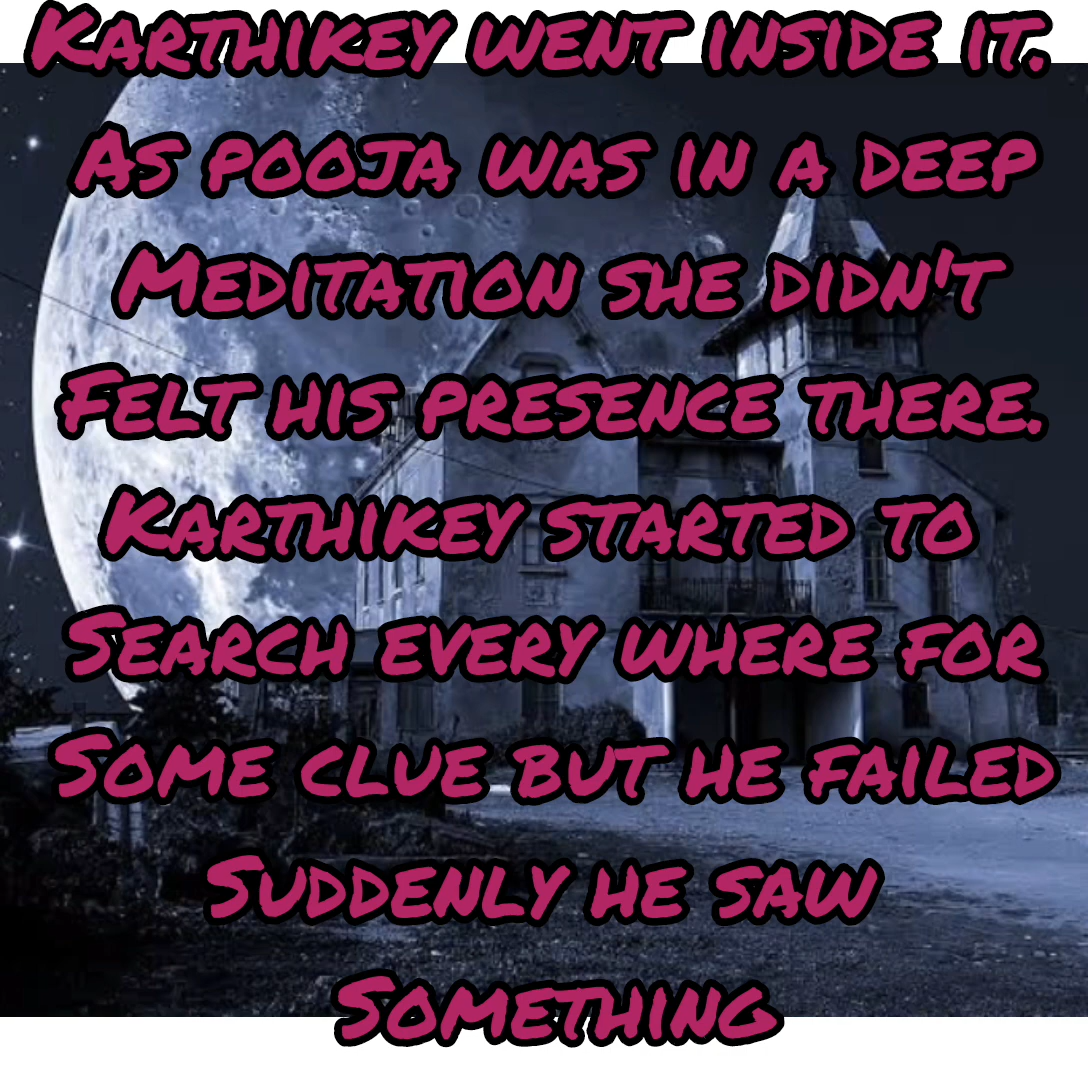 Karthikey went inside it.
As pooja was in a deep
Meditation she didn't
Felt his presence there.
Karthikey started to
Search every where for
Some clue but he failed
Suddenly he saw
Something